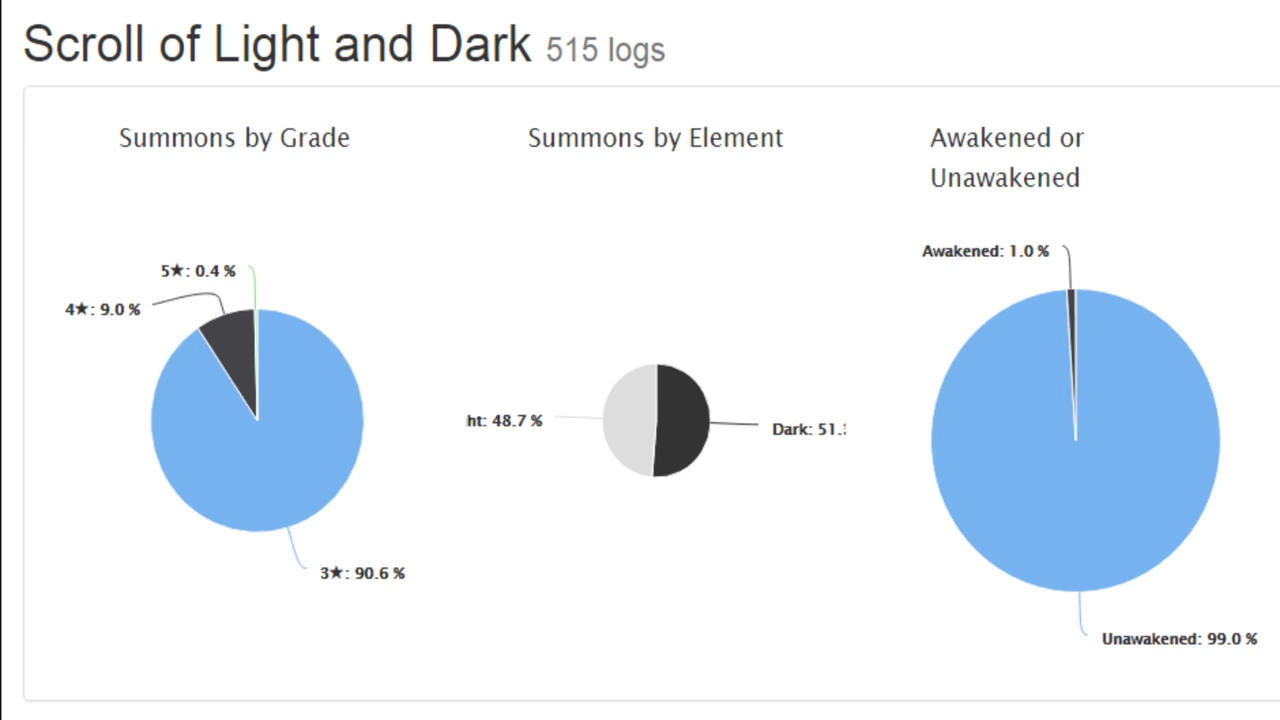 Scroll of Light and Dark 515 logs
Summons by Grade
Summons by Element
Awakened or
Unawakened
5★: 0.4 %
4★: 9.0 %
3★: 90.6 %
ht: 48.7 %
Dark: 51.
Awakened: 1.0 %
Unawakened: 99.0 %